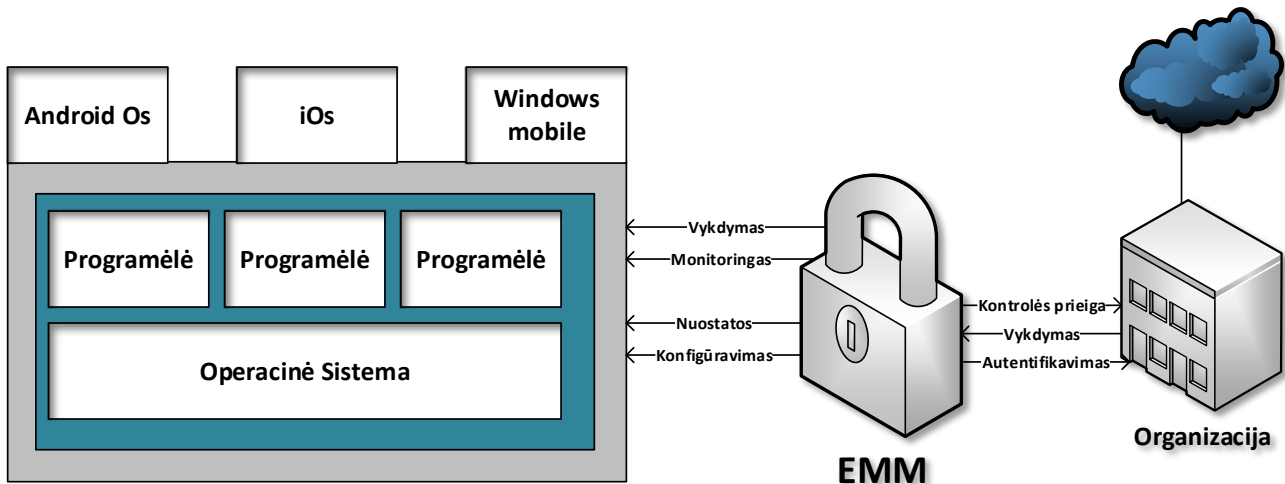 Android Os
iOs
Windows
mobile
Programėlė
Programėlė
Programėlė
Operacinė Sistema
Vykdymas
Monitoringas
Nuostatos
Konfigūravimas
EMM
Kontrolės prieiga
Vykdymas
Autentifikavimas
Organizacija